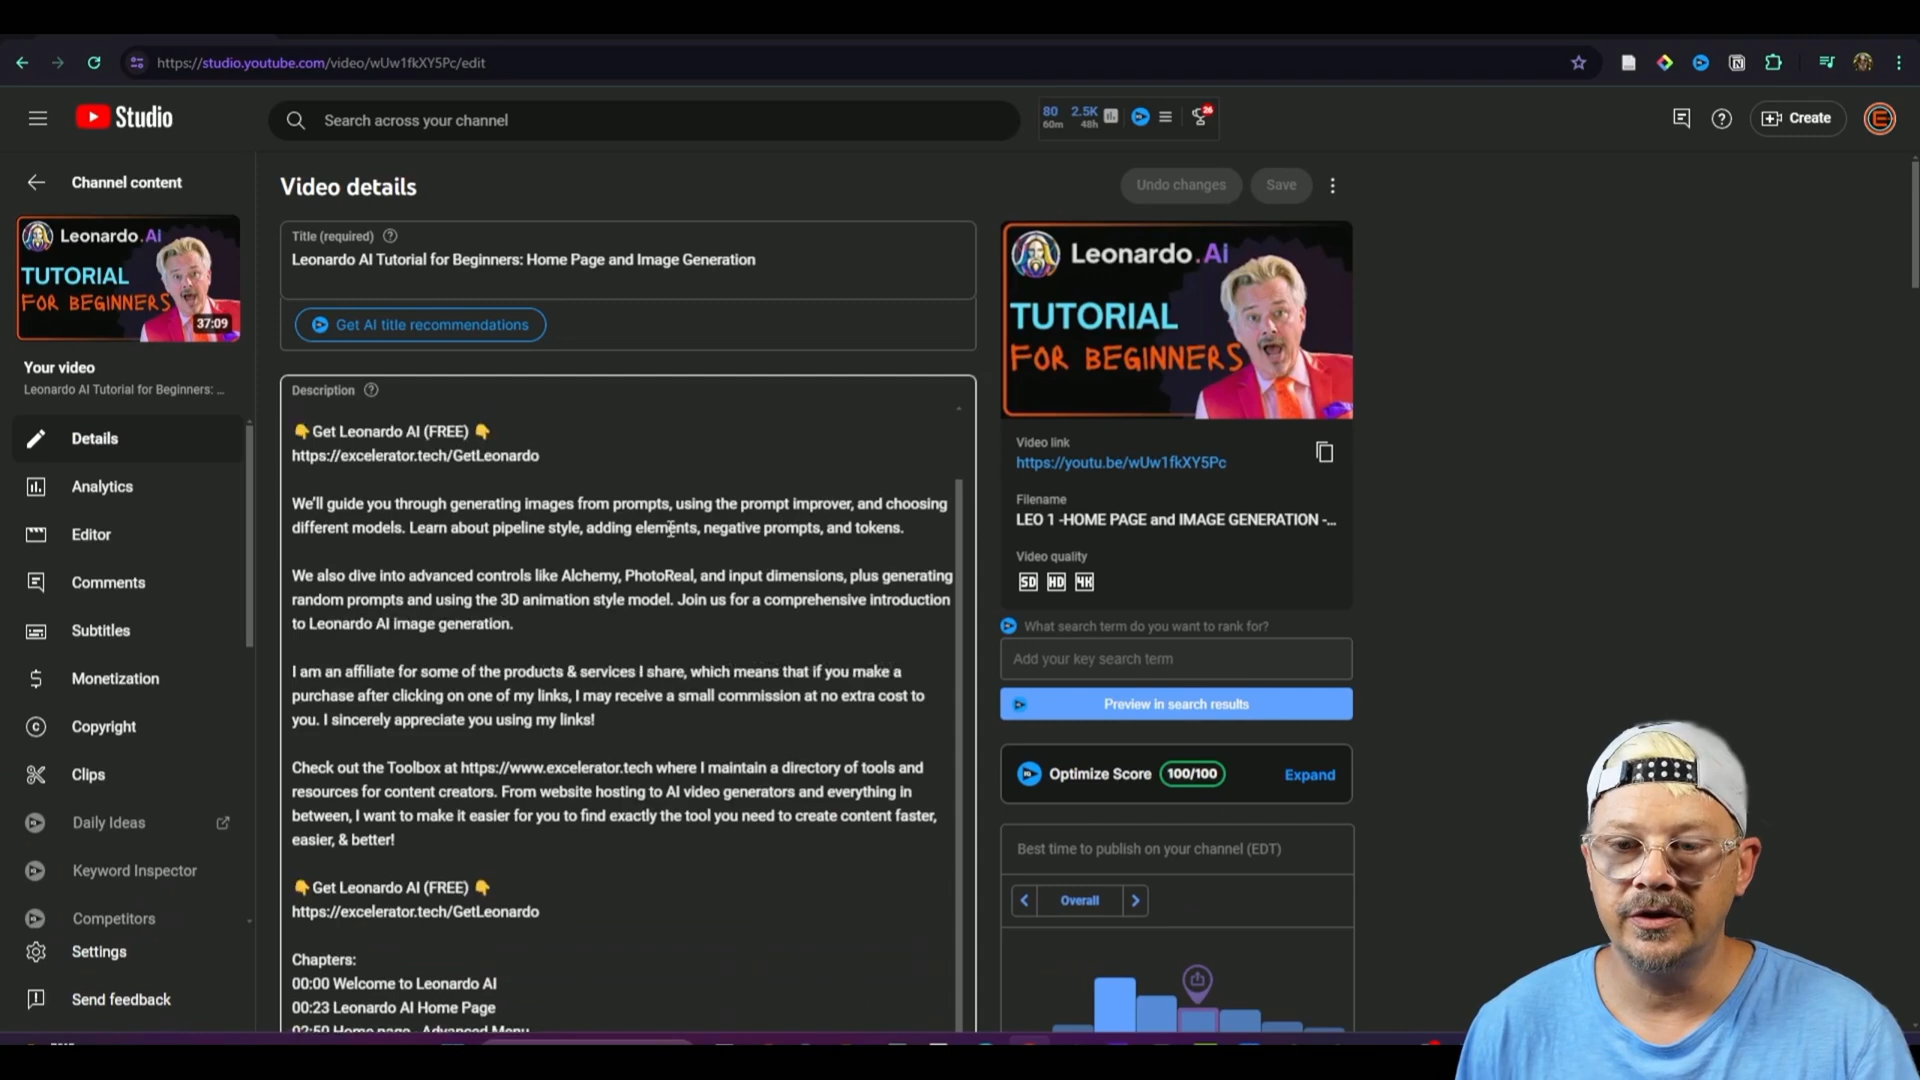 https://studio.youtube.com/video/wUw1fkXY5Pc/edit
Studio
Search across your channel
80
60m
2.5K
48h
26
Create
Channel content
Leonardo.Ai
TUTORIAL
FOR BEGINNERS
37:09
Your video
Leonardo AI Tutorial for Beginners: ...
Details
Analytics
Editor
Comments
Subtitles
Monetization
Copyright
Clips
Daily Ideas
Keyword Inspector
Competitors
Settings
Send feedback
Video details
Undo changes
Save
Title (required)
Leonardo AI Tutorial for Beginners: Home Page and Image Generation
Get AI title recommendations
Description
👇Get Leonardo AI (FREE) 👇
https://excelerator.tech/GetLeonardo
We'll guide you through generating images from prompts, using the prompt improver, and choosing
different models. Learn about pipeline style, adding elements, negative prompts, and tokens.
We also dive into advanced controls like Alchemy, PhotoReal, and input dimensions, plus generating
random prompts and using the 3D animation style model. Join us for a comprehensive introduction
to Leonardo AI image generation.
I am an affiliate for some of the products & services I share, which means that if you make a
purchase after clicking on one of my links, I may receive a small commission at no extra cost to
you. I sincerely appreciate you using my links!
Check out the Toolbox at https://www.excelerator.tech where I maintain a directory of tools and
resources for content creators. From website hosting to AI video generators and everything in
between, I want to make it easier for you to find exactly the tool you need to create content faster,
easier, & better!
👇Get Leonardo AI (FREE) 👇
https://excelerator.tech/GetLeonardo
Chapters:
00:00 Welcome to Leonardo AI
00:23 Leonardo AI Home Page
02:50 Home page - Advanced Menu
Leonardo.Ai
TUTORIAL
FOR BEGINNERS
Video link
https://youtu.be/wUw1fkXY5Pc
Filename
LEO 1 -HOME PAGE and IMAGE GENERATION -...
Video quality
SD HD 4K
What search term do you want to rank for?
Add your key search term
Preview in search results
Optimize Score 100/100
Expand
Best time to publish on your channel (EDT)
Overall